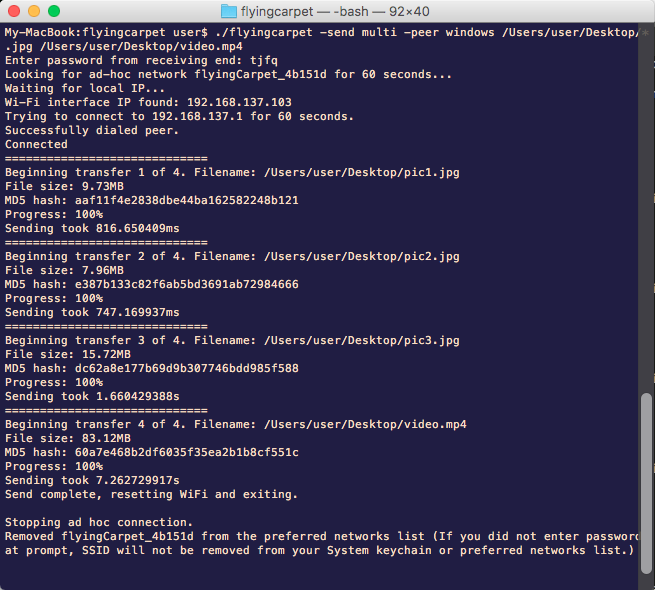 flyingcarpet — -bash — 92×40
My-MacBook:flyingcarpet user$ ./flyingcarpet -send multi -peer windows /Users/user/Desktop/*
.jpg /Users/user/Desktop/video.mp4
Enter password from receiving end: tjfq
Looking for ad-hoc network flyingCarpet_4b151d for 60 seconds...
Waiting for local IP...
Wi-Fi interface IP found: 192.168.137.103
Trying to connect to 192.168.137.1 for 60 seconds.
Successfully dialed peer.
Connected
=============================
Beginning transfer 1 of 4. Filename: /Users/user/Desktop/pic1.jpg
File size: 9.73MB
MD5 hash: aaf11f4e2838dbe44ba162582248b121
Progress: 100%
Sending took 816.650409ms
=============================
Beginning transfer 2 of 4. Filename: /Users/user/Desktop/pic2.jpg
File size: 7.96MB
MD5 hash: e387b133c82f6ab5bd3691ab72984666
Progress: 100%
Sending took 747.169937ms
=============================
Beginning transfer 3 of 4. Filename: /Users/user/Desktop/pic3.jpg
File size: 15.72MB
MD5 hash: dc62a8e177b69d9b307746bdd985f588
Progress: 100%
Sending took 1.660429388s
=============================
Beginning transfer 4 of 4. Filename: /Users/user/Desktop/video.mp4
File size: 83.12MB
MD5 hash: 60a7e468b2df6035f35ea2b1b8cf551c
Progress: 100%
Sending took 7.262729917s
Send complete, resetting WiFi and exiting.
Stopping ad hoc connection.
Removed flyingCarpet_4b151d from the preferred networks list (If you did not enter password
at prompt, SSID will not be removed from your System keychain or preferred networks list.)